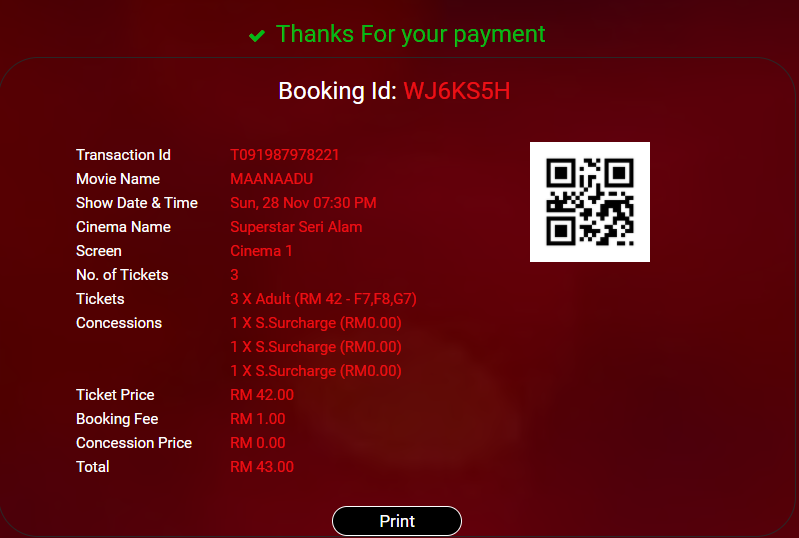 Thanks For your payment
Booking Id: WJ6KS5H
Transaction Id T091987978221
Movie Name MAANAADU
Show Date & Time Sun, 28 Nov 07:30 PM
Cinema Name Superstar Seri Alam
Screen Cinema 1
No. of Tickets 3
Tickets 3 X Adult (RM 42 - F7,F8,G7)
Concessions 1 X S.Surcharge (RM0.00)
1 X S.Surcharge (RM0.00)
1 X S.Surcharge (RM0.00)
Ticket Price RM 42.00
Booking Fee RM 1.00
Concession Price RM 0.00
Total RM 43.00
Print